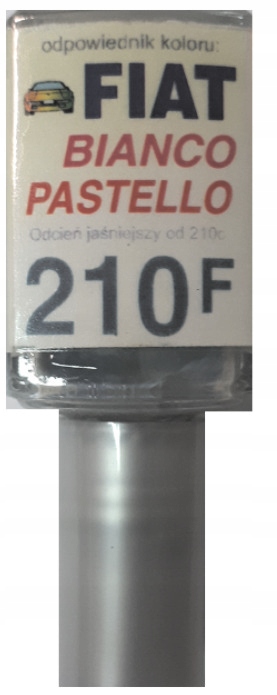 odpowiednik koloru:
FIAT
BIANCO
PASTELLO
Odcień jaśniejszy od 210c.
210F